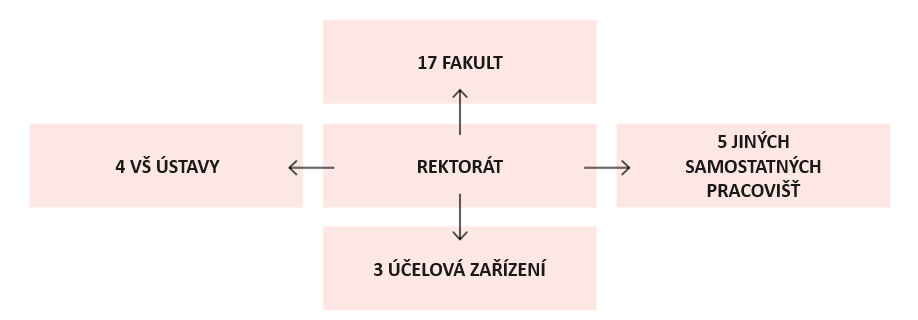 17 FAKULT
4 VŠ ÚSTAVY
REKTORÁT
5 JINÝCH
SAMOSTATNÝCH
PRACOVIŠŤ
3 ÚČELOVÁ ZAŘÍZENÍ